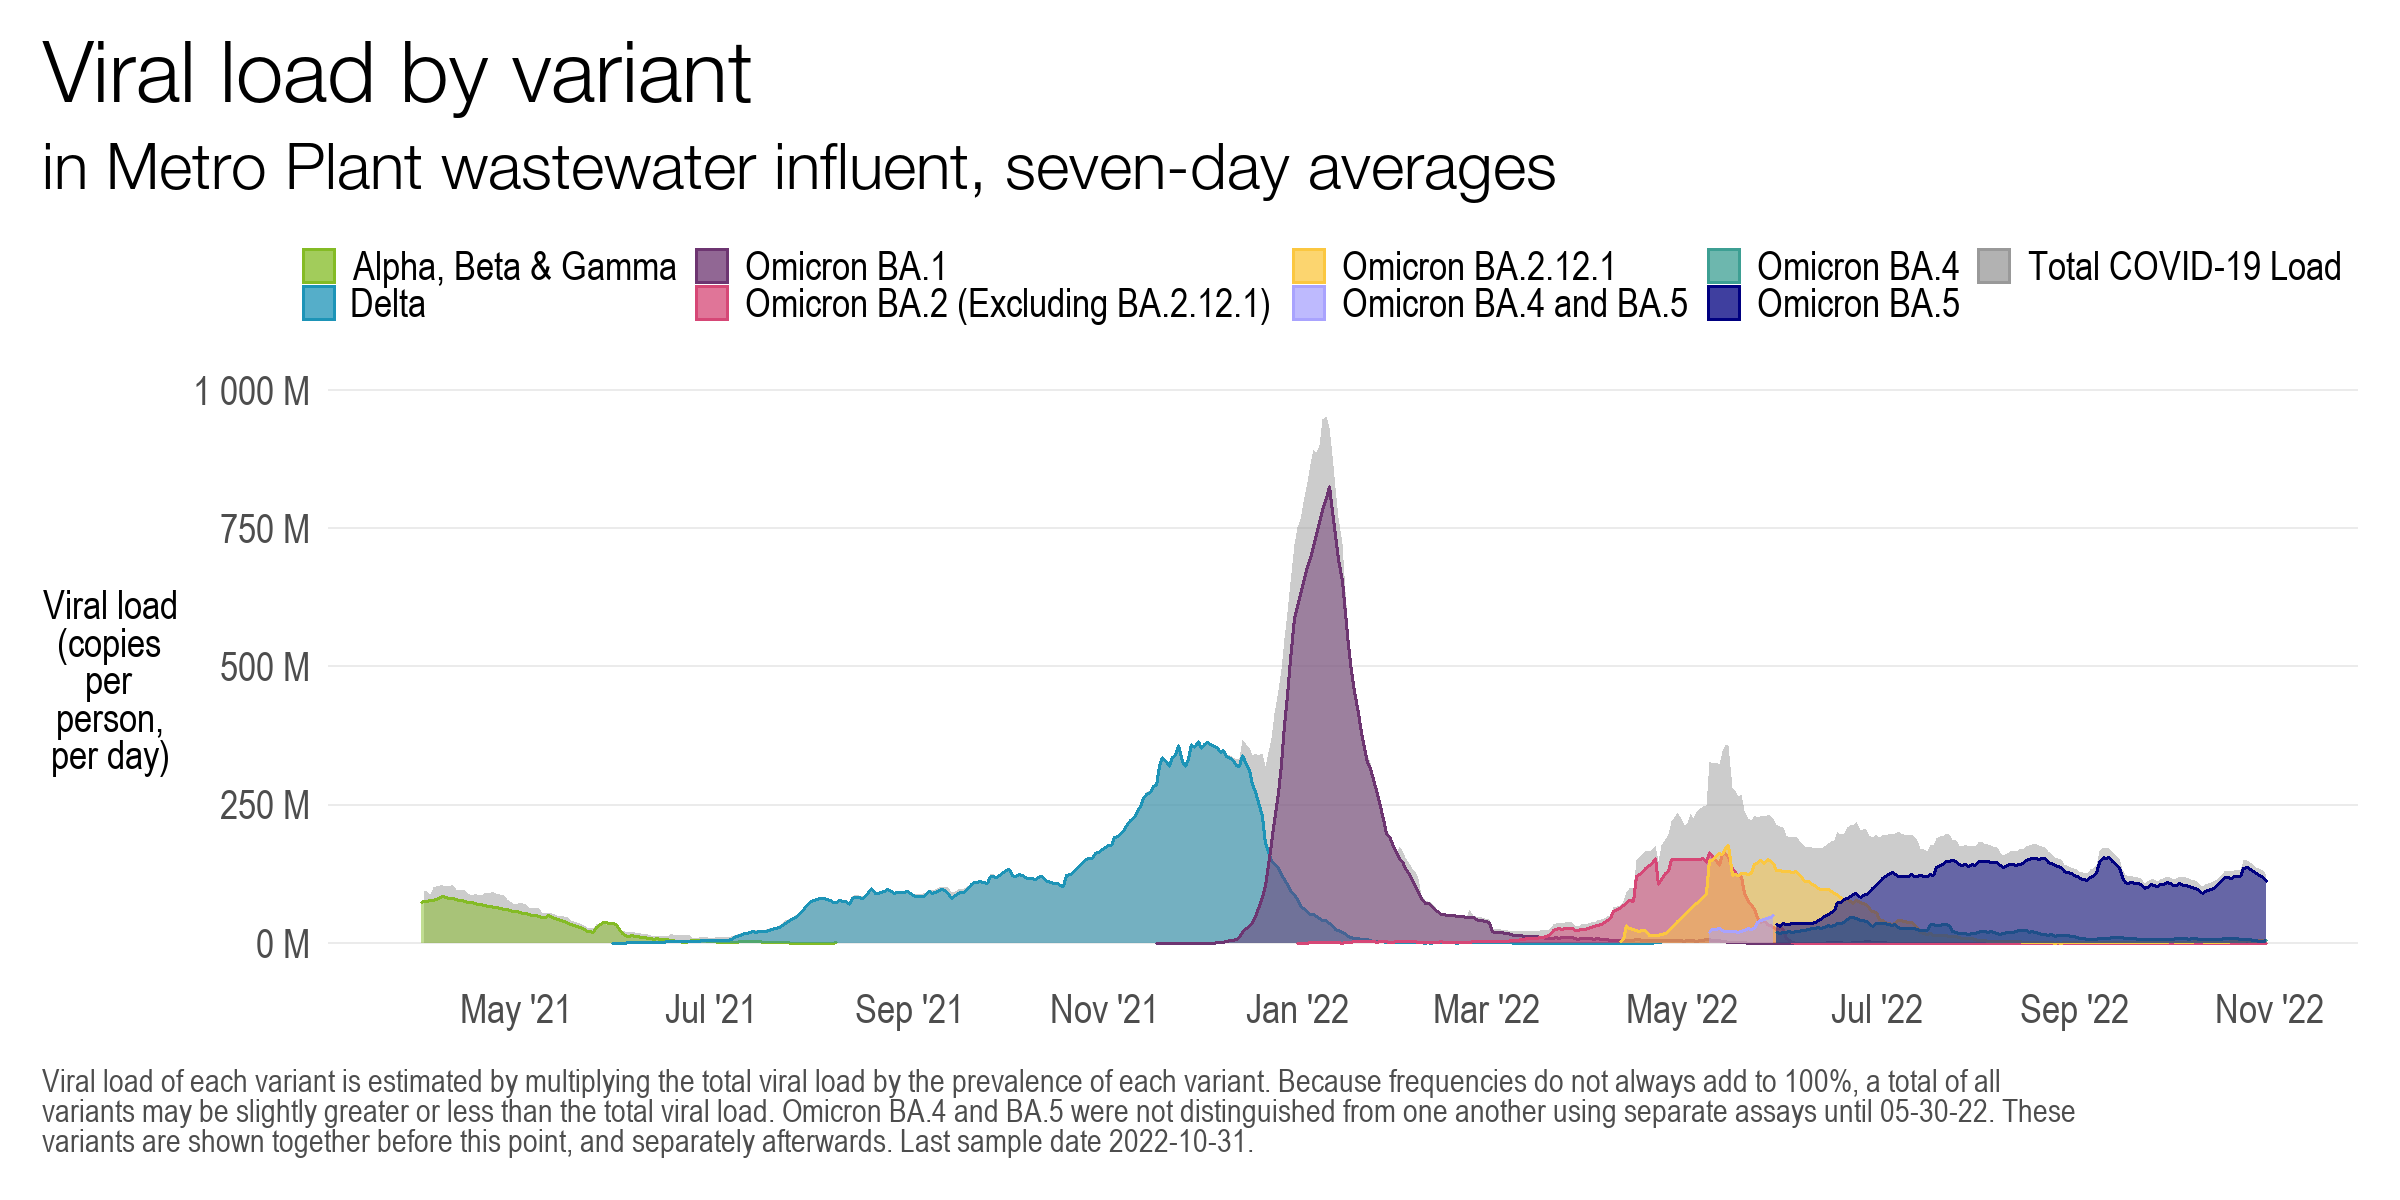 Viral load by variant
in Metro Plant wastewater influent, seven-day averages
Alpha, Beta & Gamma
Delta
Omicron BA.1
Omicron BA.2 (Excluding BA.2.12.1)
Omicron BA.2.12.1
Omicron BA.4 and BA.5
Omicron BA.4
Omicron BA.5
Total COVID-19 Load
Viral load
(copies
per
person,
per day)
1 000 M
750 M
500 M
250 M
0 M
May '21
Jul '21
Sep '21
Nov '21
Jan '22
Mar '22
May '22
Jul '22
Sep '22
Nov '22
Viral load of each variant is estimated by multiplying the total viral load by the prevalence of each variant. Because frequencies do not always add to 100%, a total of all
variants may be slightly greater or less than the total viral load. Omicron BA.4 and BA.5 were not distinguished from one another using separate assays until 05-30-22. These
variants are shown together before this point, and separately afterwards. Last sample date 2022-10-31.